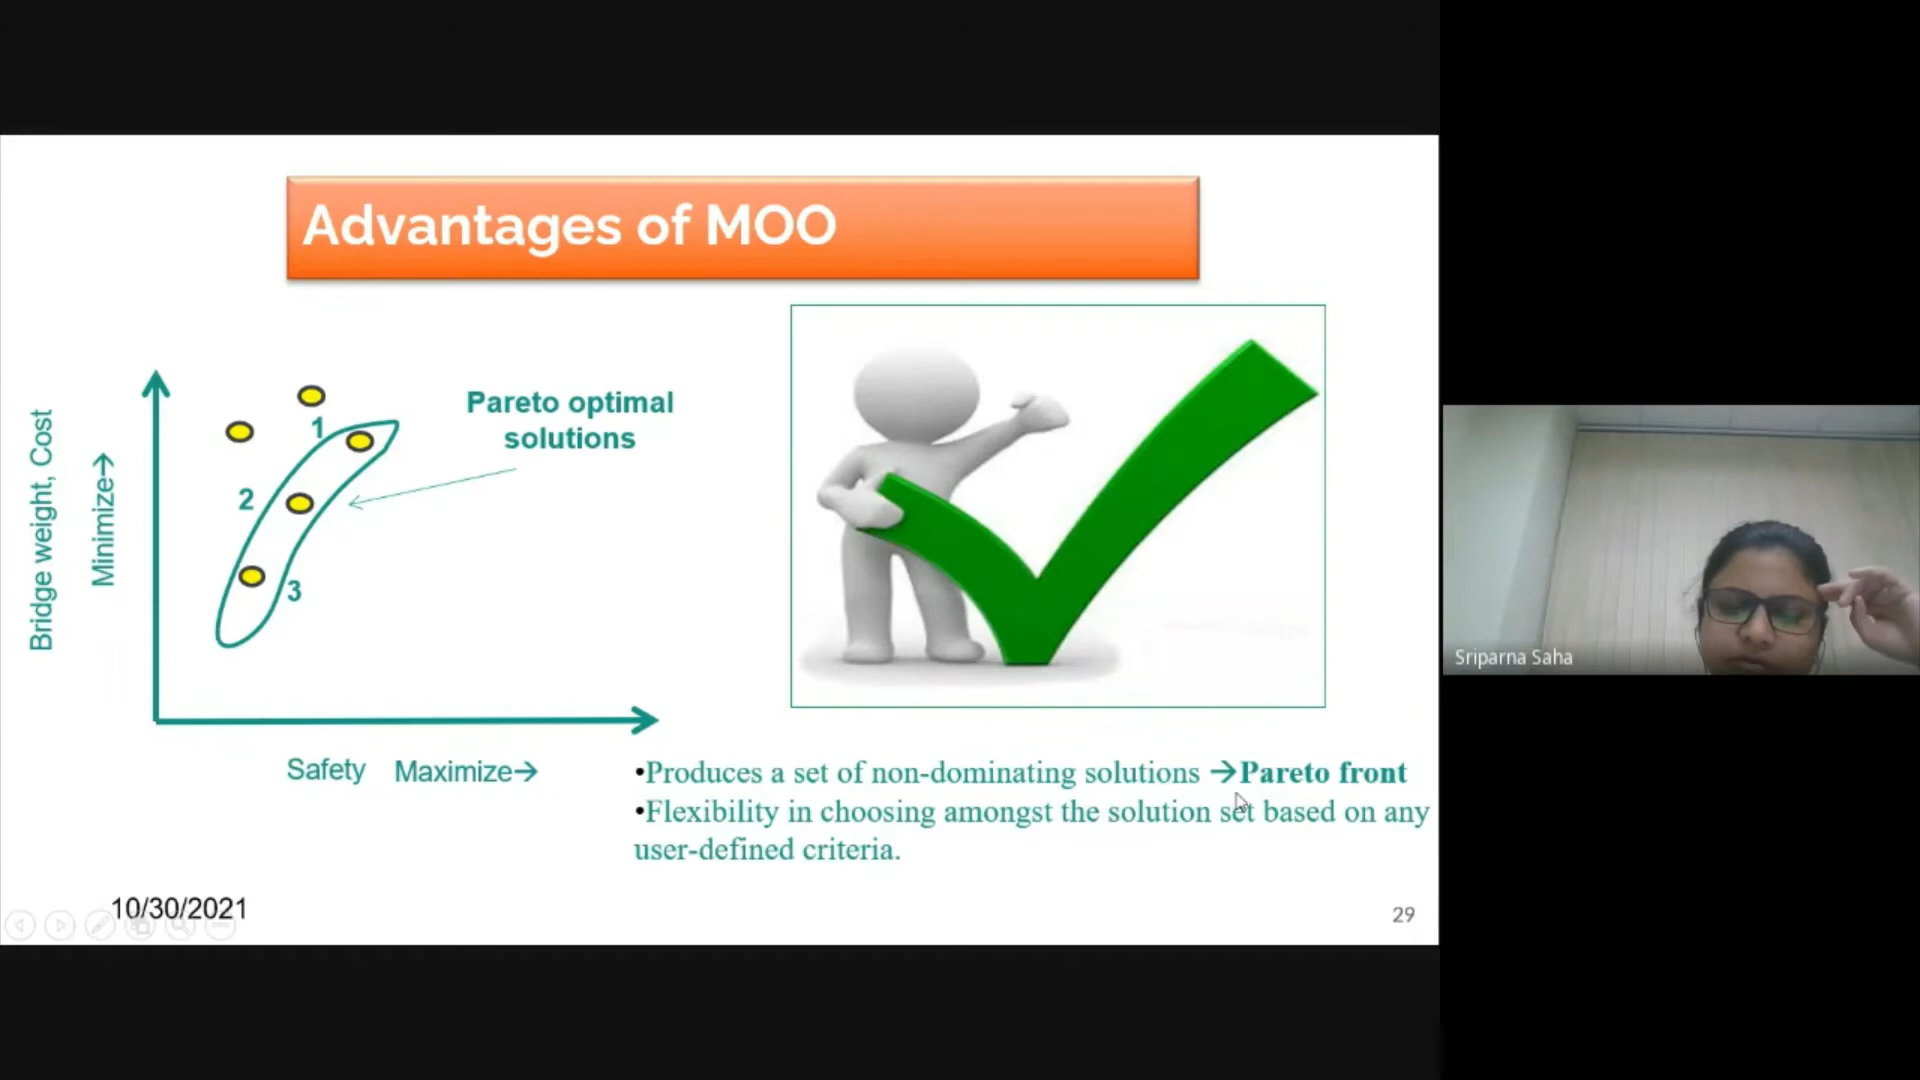 Advantages of MOO
Pareto optimal
solutions
Bridge weight, Cost
Minimize→
1
2
3
Safety Maximize→
•Produces a set of non-dominating solutions →Pareto front
•Flexibility in choosing amongst the solution set based on any
user-defined criteria.
10/30/2021
29
Sriparna Saha